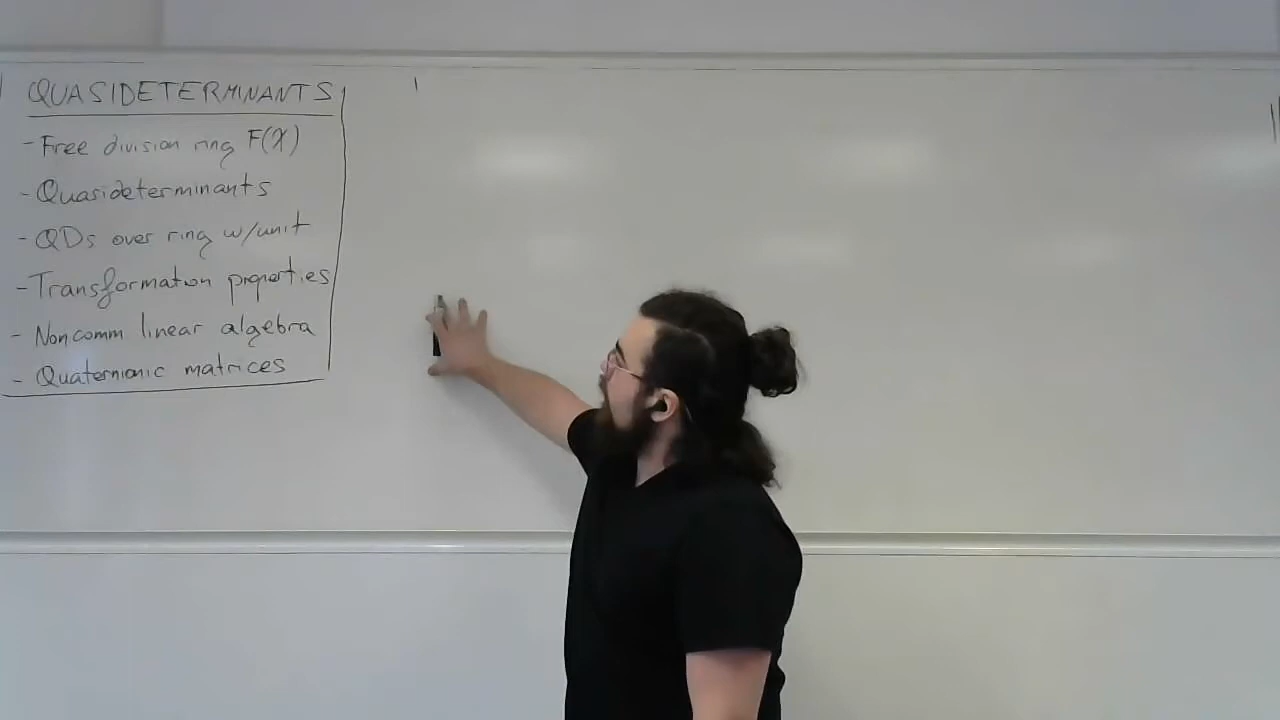 QUASIDETERMINANTS
- Free division ring F(X)
- Quasideterminants
- QDs over ring w/unit
- Transformation properties
- Noncomm linear algebra
- Quaternionic matrices